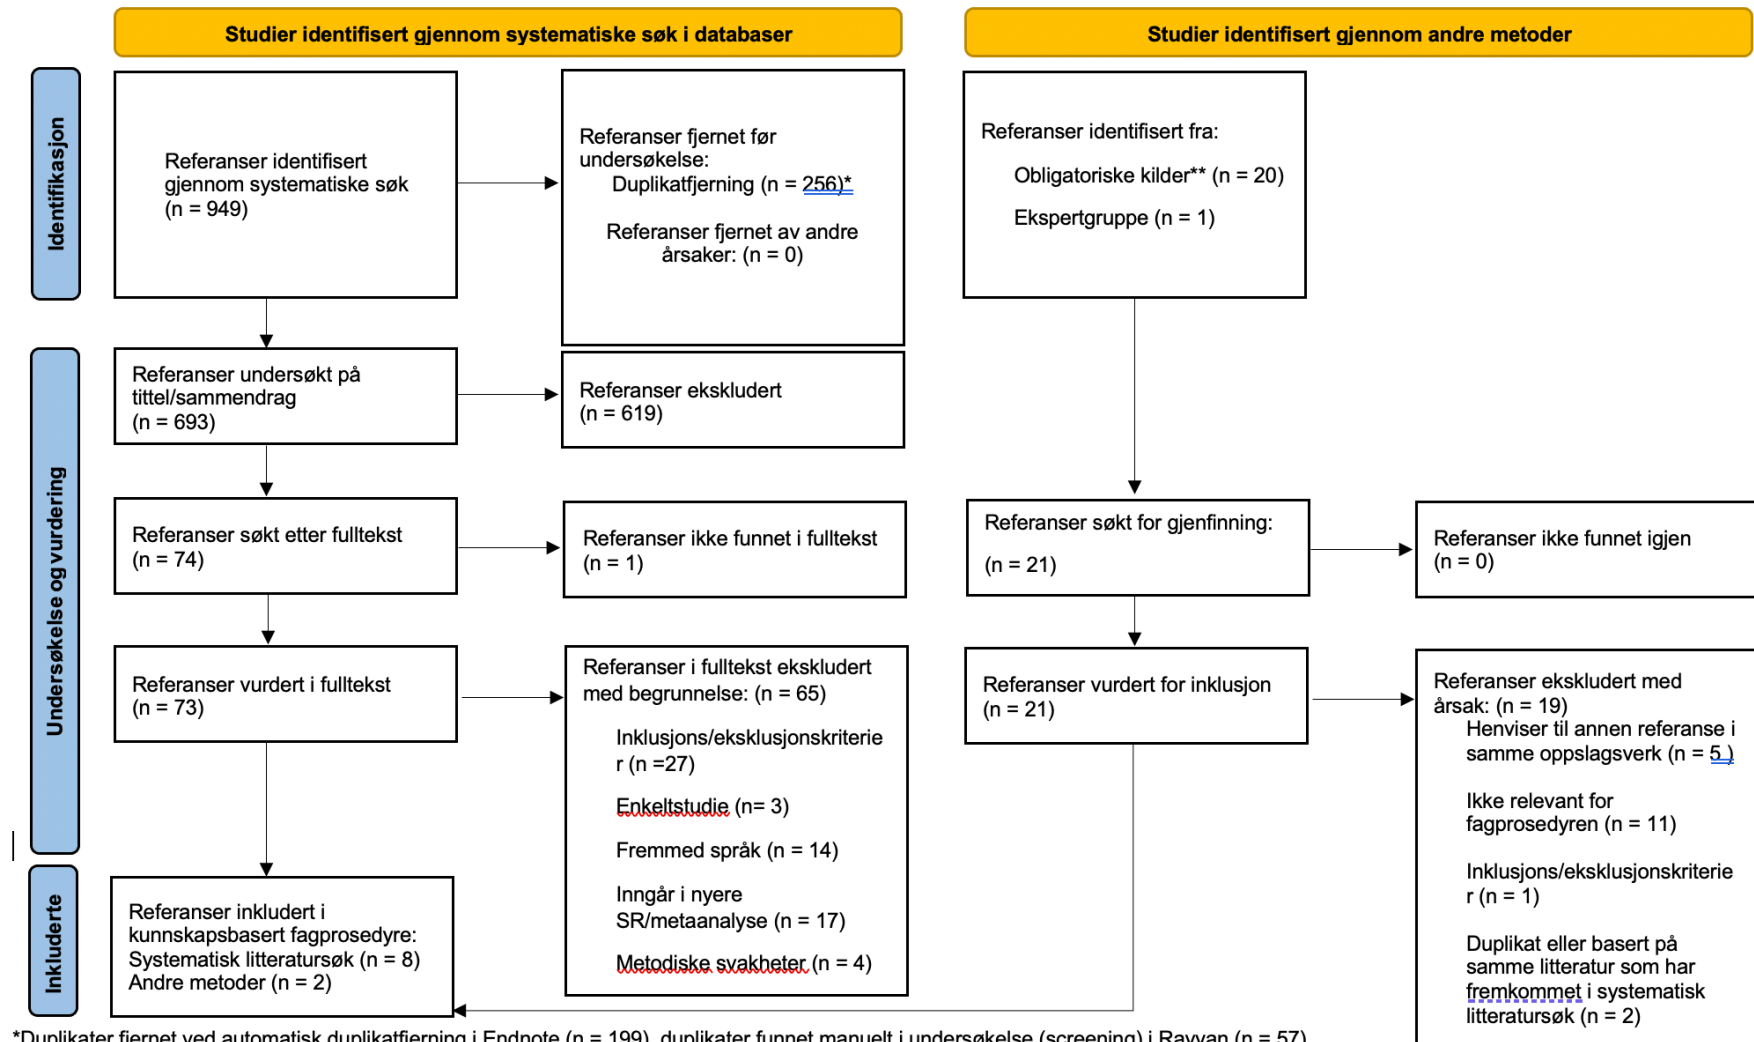 Studier identifisert gjennom systematiske søk i databaser
Studier identifisert gjennom andre metoder
Identifikasjon
Referanser identifisert
gjennom systematiske søk
(n = 949)
Referanser fjernet før
undersøkelse:
Duplikatfjerning (n = 256)*
Referanser fjernet av andre
årsaker: (n = 0)
Referanser identifisert fra:
Obligatoriske kilder** (n = 20)
Ekspertgruppe (n = 1)
Undersøkelse og vurdering
Referanser undersøkt på
tittel/sammendrag
(n = 693)
Referanser ekskludert
(n = 619)
Referanser søkt etter fulltekst
(n = 74)
Referanser ikke funnet i fulltekst
(n = 1)
Referanser søkt for gjenfinning:
(n = 21)
Referanser ikke funnet igjen
(n = 0)
Referanser vurdert i fulltekst
(n = 73)
Referanser i fulltekst ekskludert
med begrunnelse: (n = 65)
Inklusjons/eksklusjonskriterie
r (n =27)
Enkeltstudie (n= 3)
Fremmed språk (n = 14)
Inngår i nyere
SR/metaanalyse (n = 17)
Metodiske svakheter (n = 4)
Referanser vurdert for inklusjon
(n = 21)
Referanser ekskludert med
årsak: (n = 19)
Henviser til annen referanse i
samme oppslagsverk (n = 5 )
Ikke relevant for
fagprosedyren (n = 11)
Inklusjons/eksklusjonskriterie
r (n = 1)
Duplikat eller basert på
samme litteratur som har
fremkommet i systematisk
litteratursøk (n = 2)
Inkluderte
Referanser inkludert i
kunnskapsbasert fagprosedyre:
Systematisk litteratursøk (n = 8)
Andre metoder (n = 2)
*Duplikater fjernet ved automatisk duplikatfjerning i Endnote (n = 199), duplikater funnet manuelt i undersøkelse (screening) i Rayyan (n = 57)